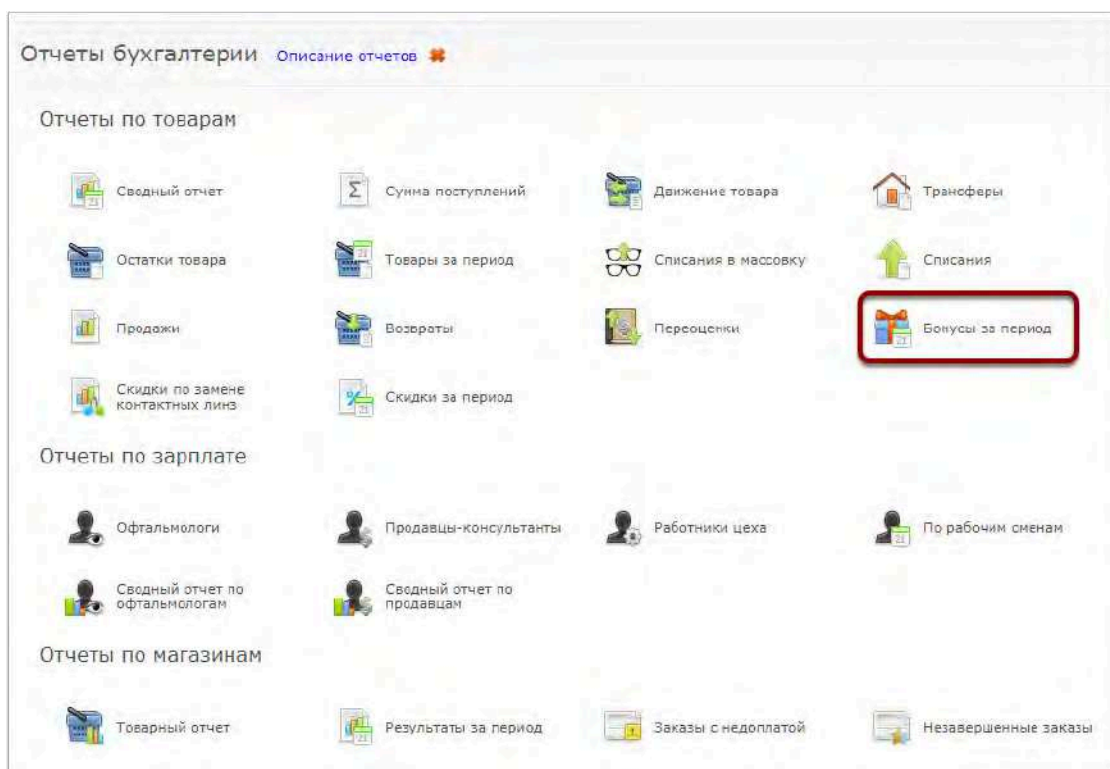 Отчеты бухгалтерии Описание отчетов
Отчеты по товарам
Сводный отчет Сумма поступлений Движение товара Трансферы
Остатки товара Товары за период Списания в массовку Списания
Продажи Возвраты Переоценки Бонусы за период
Скидки по замене
контактных линз
Скидки за период
Отчеты по зарплате
Офтальмологи Продавцы-консультанты Работники цеха По рабочим сменам
Сводный отчет по
офтальмологам
Сводный отчет по
продавцам
Отчеты по магазинам
Товарный отчет Результаты за период Заказы с недоплатой Незавершенные заказы